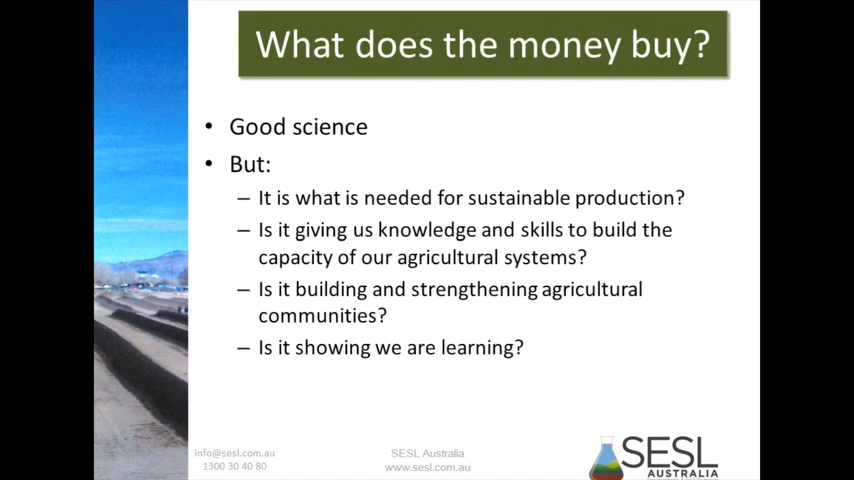 What does the money buy?
• Good science
• But:
– It is what is needed for sustainable production?
– Is it giving us knowledge and skills to build the
capacity of our agricultural systems?
– Is it building and strengthening agricultural
communities?
– Is it showing we are learning?
info@sesl.com.au
1300 30 40 80
SESL Australia
www.sesl.com.au
SESL
AUSTRALIA